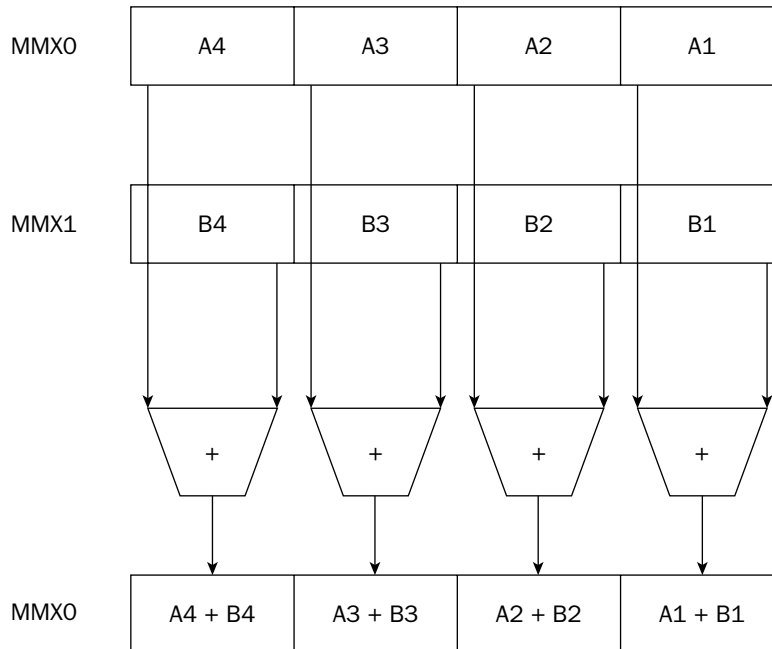 MMX0 A4 A3 A2 A1
MMX1 B4 B3 B2 B1
+ + + +
MMX0 A4 + B4 A3 + B3 A2 + B2 A1 + B1